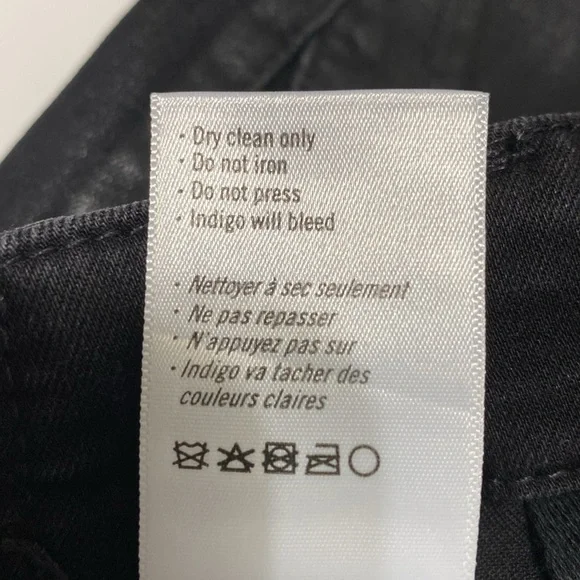 · Dry clean only
· Do not iron
· Do not press
· Indigo will bleed
· Nettoyer à sec seulement
· Ne pas repasser
· N'appuyez pas sur
· Indigo va tacher des
couleurs claires